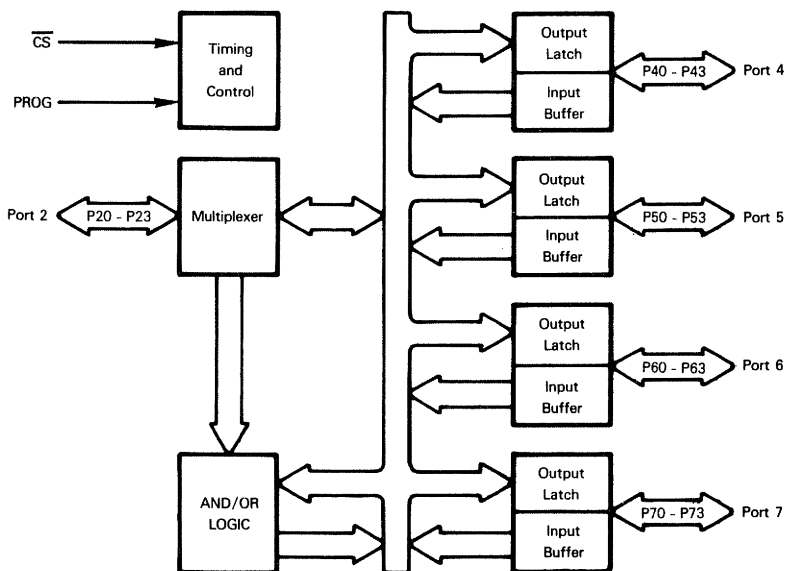 CS
PROG
Timing
and
Control
Port 2
P20 - P23
Multiplexer
AND/OR
LOGIC
Output
Latch
Input
Buffer
P40 - P43
Port 4
Output
Latch
Input
Buffer
P50 - P53
Port 5
Output
Latch
Input
Buffer
P60 - P63
Port 6
Output
Latch
Input
Buffer
P70 - P73
Port 7